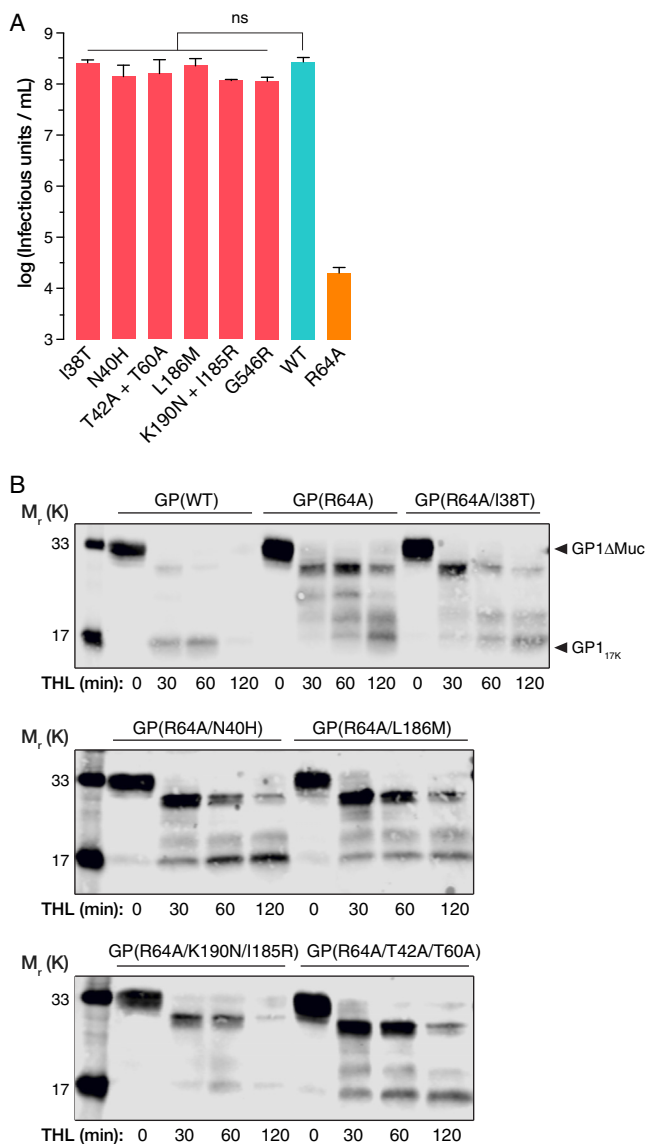 A
ns
log (Infectious units / mL)
9
8
7
6
5
4
3
I38T
N40H
T42A + T60A
L186M
K190N + I185R
G546R
WT
R64A
B
Mr (K)
GP(WT) GP(R64A) GP(R64A/I38T)
33
GP1ΔMuc
17
GP117K
THL (min): 0 30 60 120 0 30 60 120 0 30 60 120
Mr (K)
GP(R64A/N40H) GP(R64A/L186M)
33
17
THL (min): 0 30 60 120 0 30 60 120
Mr (K)
GP(R64A/K190N/I185R) GP(R64A/T42A/T60A)
33
17
THL (min): 0 30 60 120 0 30 60 120